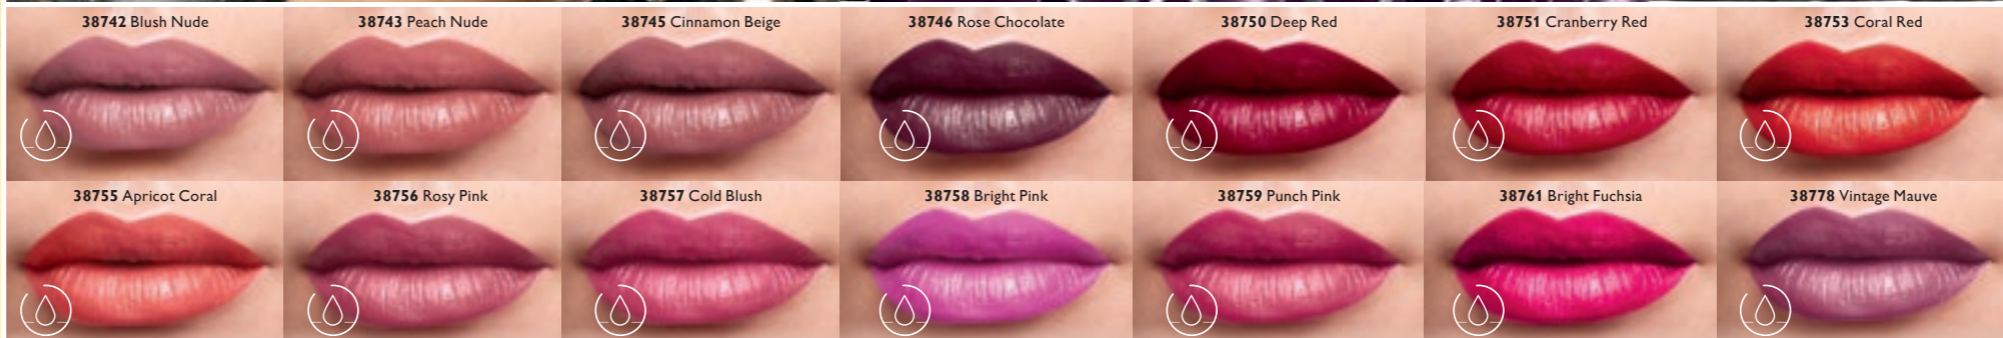 38742 Blush Nude
38743 Peach Nude
38745 Cinnamon Beige
38746 Rose Chocolate
38750 Deep Red
38751 Cranberry Red
38753 Coral Red
38755 Apricot Coral
38756 Rosy Pink
38757 Cold Blush
38758 Bright Pink
38759 Punch Pink
38761 Bright Fuchsia
38778 Vintage Mauve